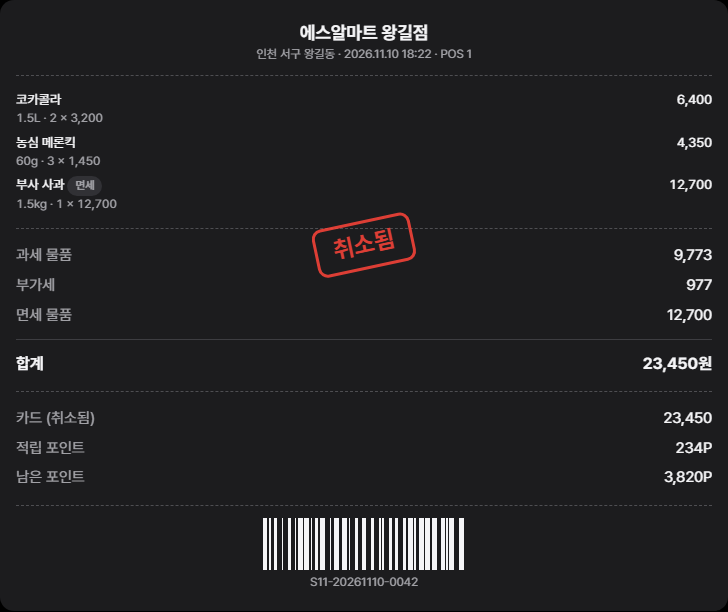 에스알마트 왕길점
인천 서구 왕길동 · 2026.11.10 18:22 · POS 1
코카콜라 6,400
1.5L · 2 × 3,200
농심 메론킥 4,350
60g · 3 × 1,450
부사 사과 면세 12,700
1.5kg · 1 × 12,700
취소됨
과세 물품 9,773
부가세 977
면세 물품 12,700
합계 23,450원
카드 (취소됨) 23,450
적립 포인트 234P
남은 포인트 3,820P
S11-20261110-0042